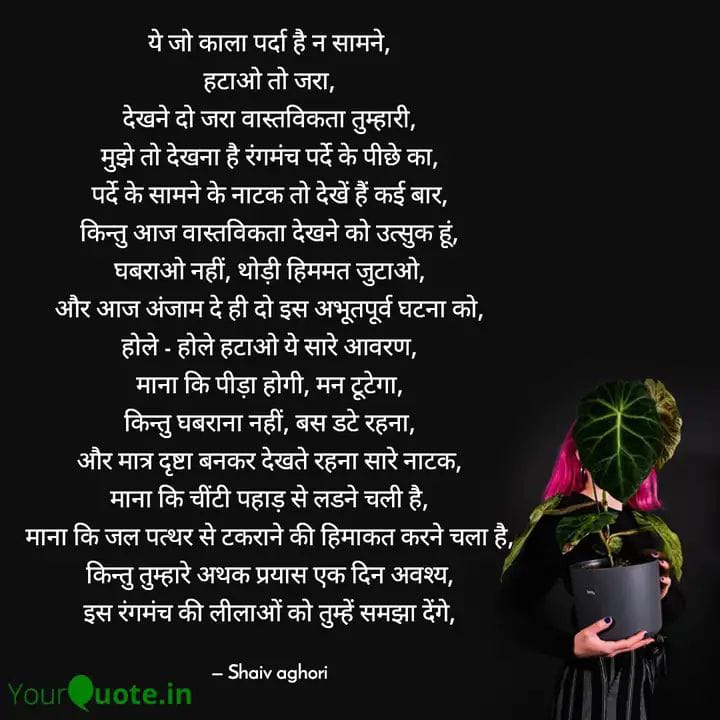 ये जो काला पर्दा है न सामने,
हटाओ तो जरा,
देखने दो जरा वास्तविकता तुम्हारी,
मुझे तो देखना है रंगमंच पर्दे के पीछे का,
पर्दे के सामने के नाटक तो देखें हैं कई बार,
किन्तु आज वास्तविकता देखने को उत्सुक हूं,
घबराओ नहीं, थोड़ी हिममत जुटाओ,
और आज अंजाम दे ही दो इस अभूतपूर्व घटना को,
होले - होले हटाओ ये सारे आवरण,
माना कि पीड़ा होगी, मन टूटेगा,
किन्तु घबराना नहीं, बस डटे रहना,
और मात्र दृष्टा बनकर देखते रहना सारे नाटक,
माना कि चींटी पहाड़ से लडने चली है,
माना कि जल पत्थर से टकराने की हिमाकत करने चला है,
किन्तु तुम्हारे अथक प्रयास एक दिन अवश्य,
इस रंगमंच की लीलाओं को तुम्हें समझा देंगे,
– Shaiv aghori
YourQuote.in